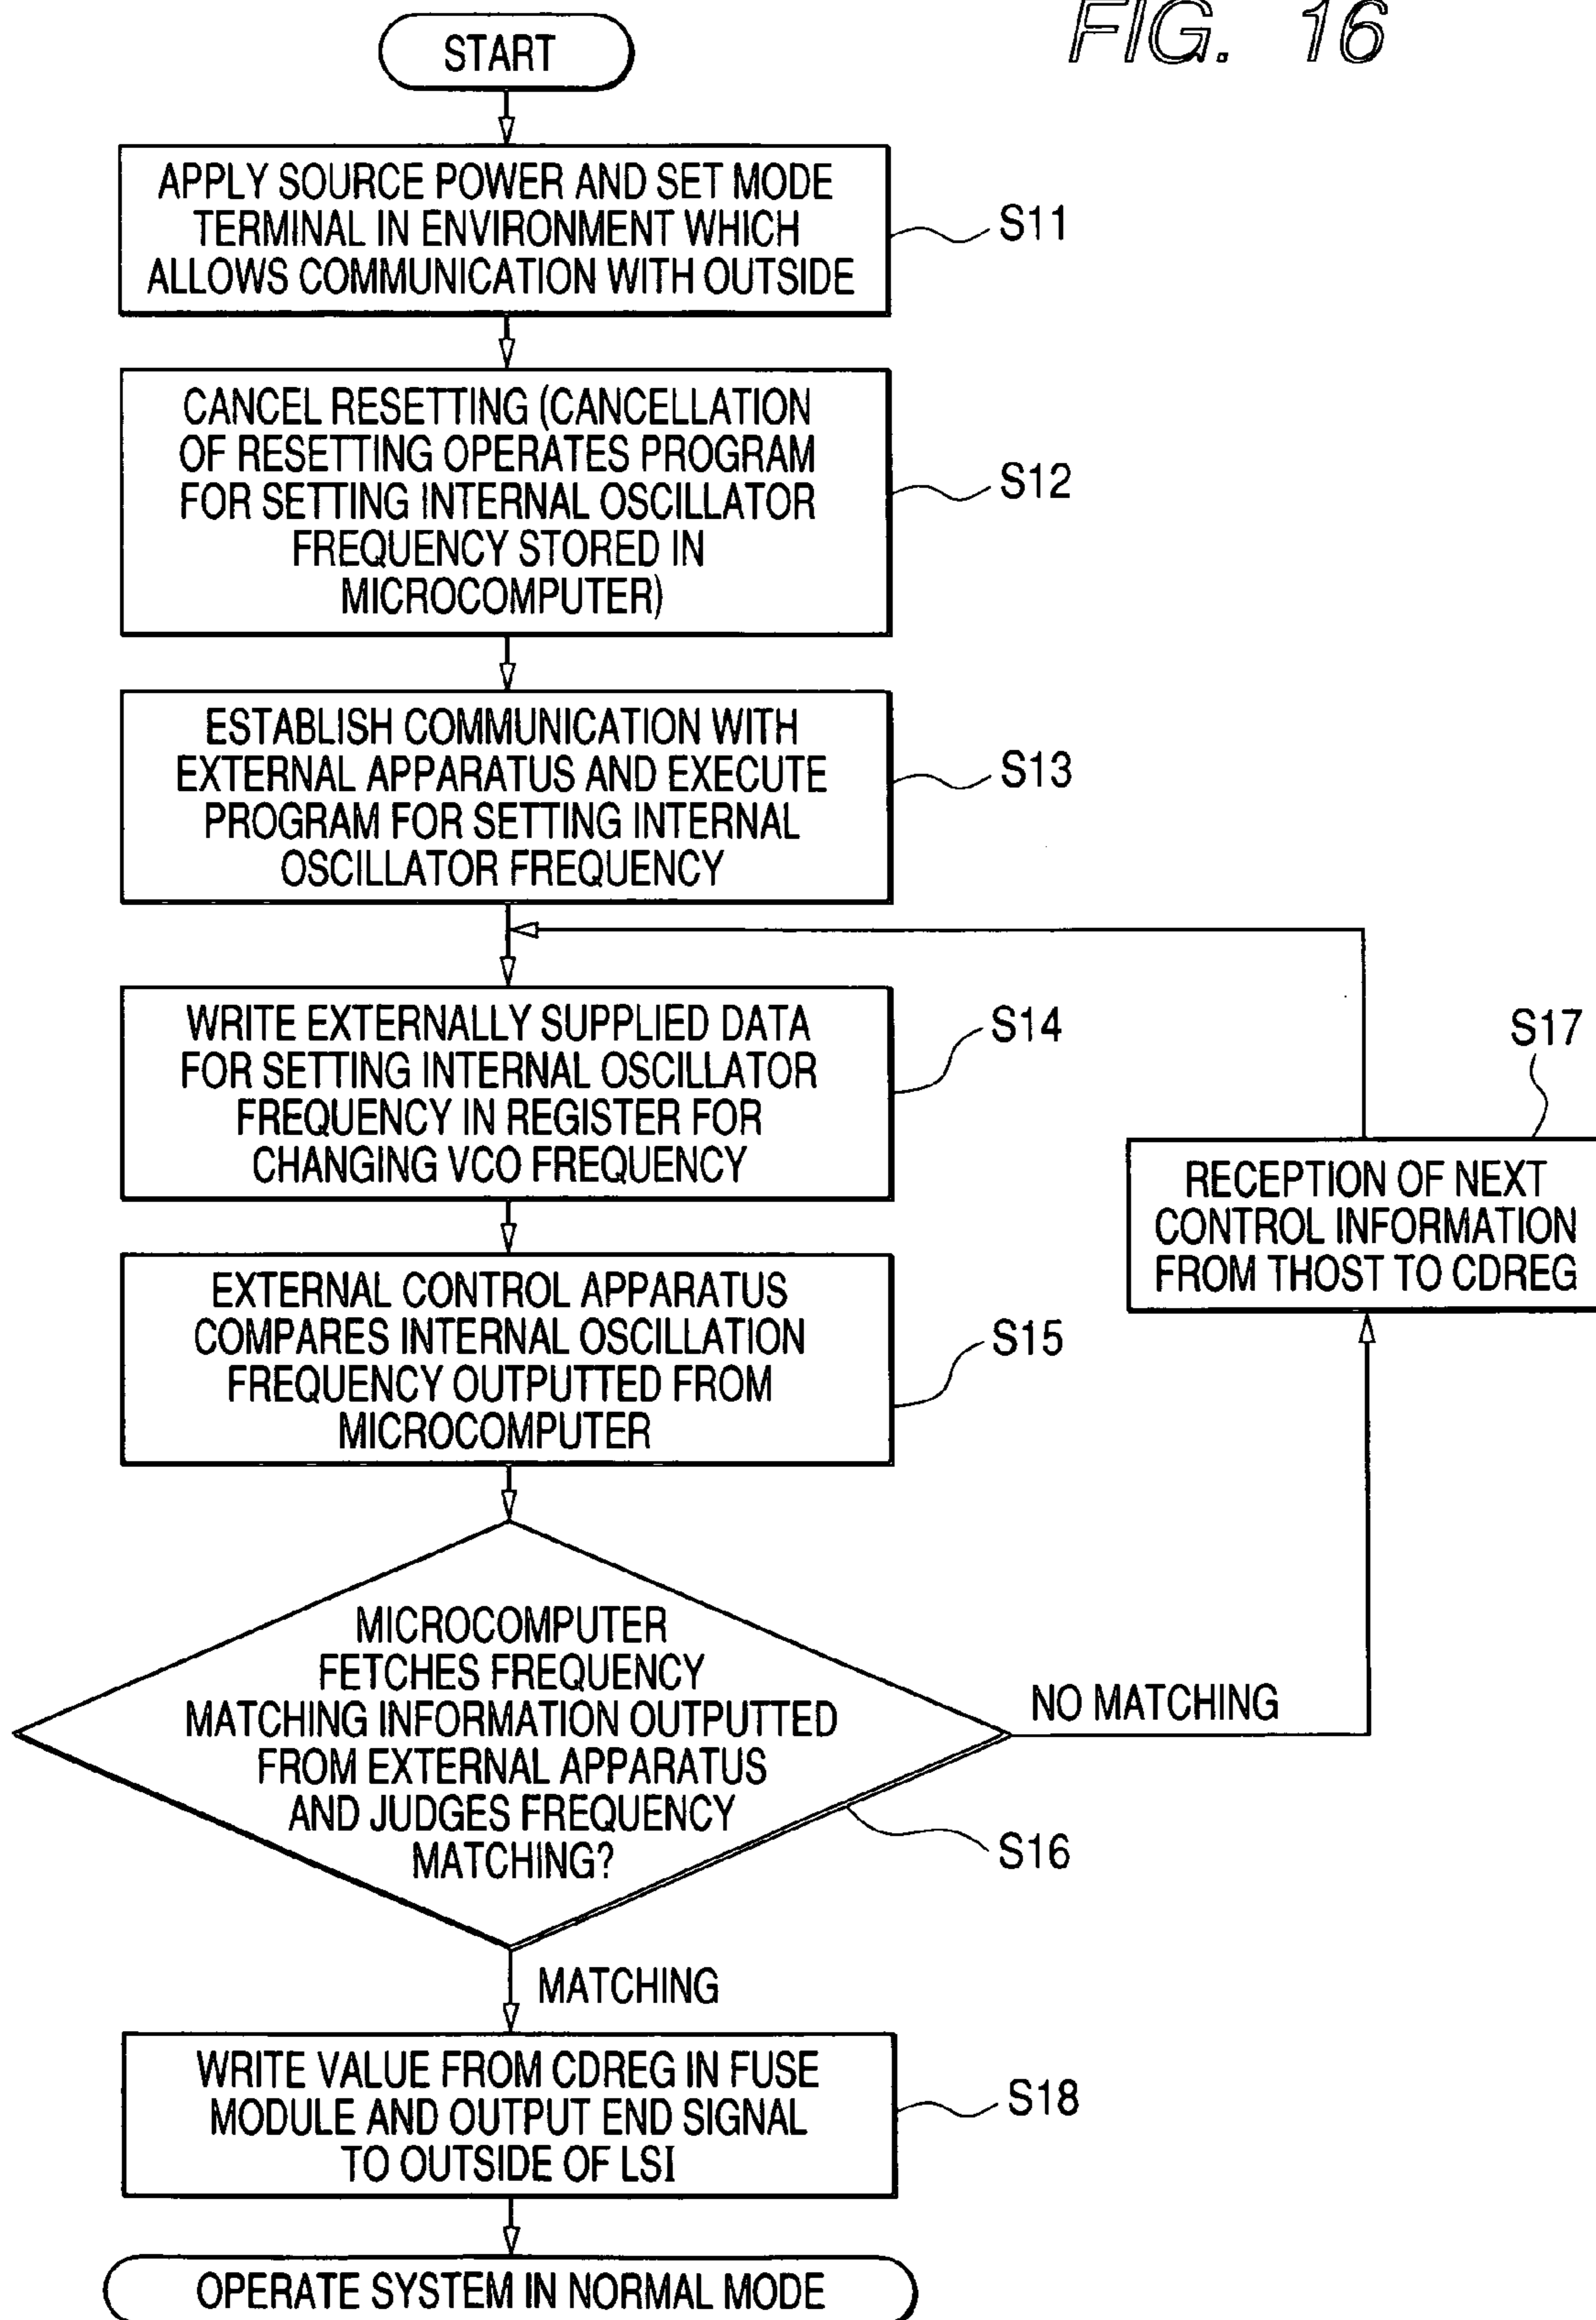 FIG. 16
START
APPLY SOURCE POWER AND SET MODE
TERMINAL IN ENVIRONMENT WHICH
ALLOWS COMMUNICATION WITH OUTSIDE
S11
CANCEL RESETTING (CANCELLATION
OF RESETTING OPERATES PROGRAM
FOR SETTING INTERNAL OSCILLATOR
FREQUENCY STORED IN
MICROCOMPUTER)
S12
ESTABLISH COMMUNICATION WITH
EXTERNAL APPARATUS AND EXECUTE
PROGRAM FOR SETTING INTERNAL
OSCILLATOR FREQUENCY
S13
WRITE EXTERNALLY SUPPLIED DATA
FOR SETTING INTERNAL OSCILLATOR
FREQUENCY IN REGISTER FOR
CHANGING VCO FREQUENCY
S14
EXTERNAL CONTROL APPARATUS
COMPARES INTERNAL OSCILLATION
FREQUENCY OUTPUTTED FROM
MICROCOMPUTER
S15
MICROCOMPUTER
FETCHES FREQUENCY
MATCHING INFORMATION OUTPUTTED
FROM EXTERNAL APPARATUS
AND JUDGES FREQUENCY
MATCHING?
S16
NO MATCHING
S17
RECEPTION OF NEXT
CONTROL INFORMATION
FROM THOST TO CDREG
MATCHING
WRITE VALUE FROM CDREG IN FUSE
MODULE AND OUTPUT END SIGNAL
TO OUTSIDE OF LSI
S18
OPERATE SYSTEM IN NORMAL MODE